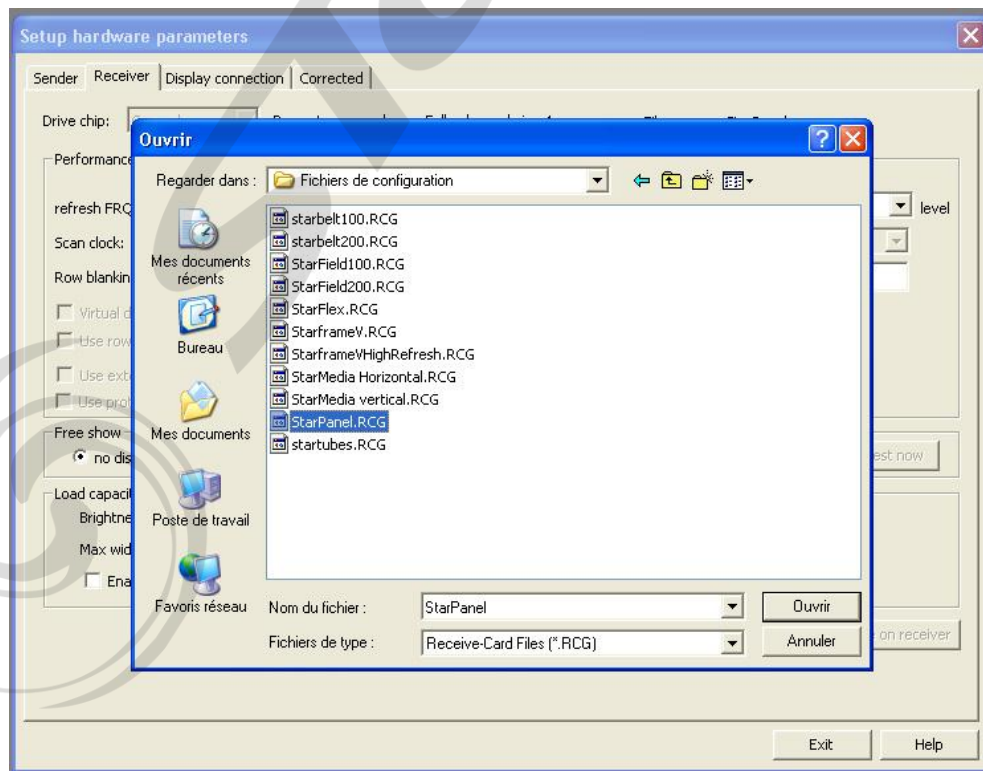 Setup hardware parameters
Sender Receiver Display connection Corrected
Drive chip:
Ouvrir
Performance
Regarder dans : Fichiers de configuration
refresh FRQ
level
Scan clock:
Row blankin
Virtual d
Use row
Use exte
Use prot
Free show
no dis
est now
Load capacit
Brightne
Max wid
Ena
on receiver
Mes documents récents
Bureau
Mes documents
Poste de travail
Favoris réseau
starbelt100.RCG
starbelt200.RCG
StarField100.RCG
StarField200.RCG
StarFlex.RCG
StarframeV.RCG
StarframeVHighRefresh.RCG
StarMedia Horizontal.RCG
StarMedia vertical.RCG
StarPanel.RCG
startubes.RCG
Nom du fichier : StarPanel Ouvrir
Fichiers de type : Receive-Card Files (*.RCG) Annuler
Exit Help